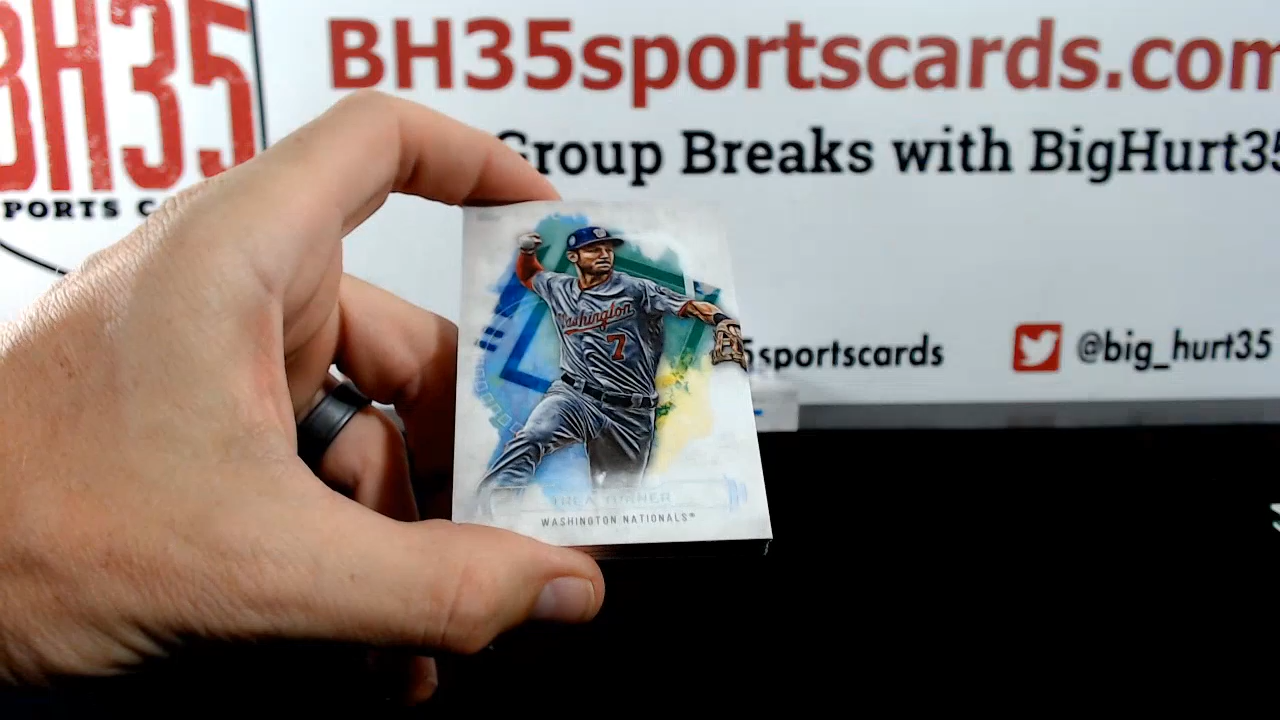 BH35
PORTS C
BH35sportscards.com
Group Breaks with BigHurt35
5sportscards
@big_hurt35
Washington
7
TREA TURNER
WASHINGTON NATIONALS®